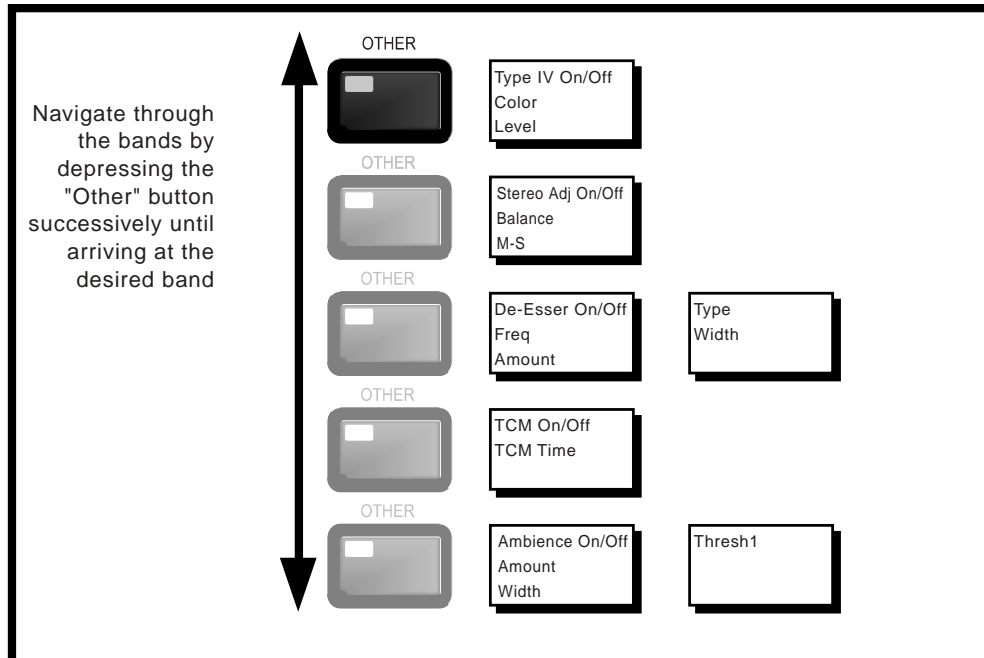 Navigate through
the bands by
depressing the
"Other" button
successively until
arriving at the
desired band
OTHER
Type IV On/Off
Color
Level
OTHER
Stereo Adj On/Off
Balance
M-S
OTHER
De-Esser On/Off
Freq
Amount
Type
Width
OTHER
TCM On/Off
TCM Time
OTHER
Ambience On/Off
Amount
Width
Thresh1